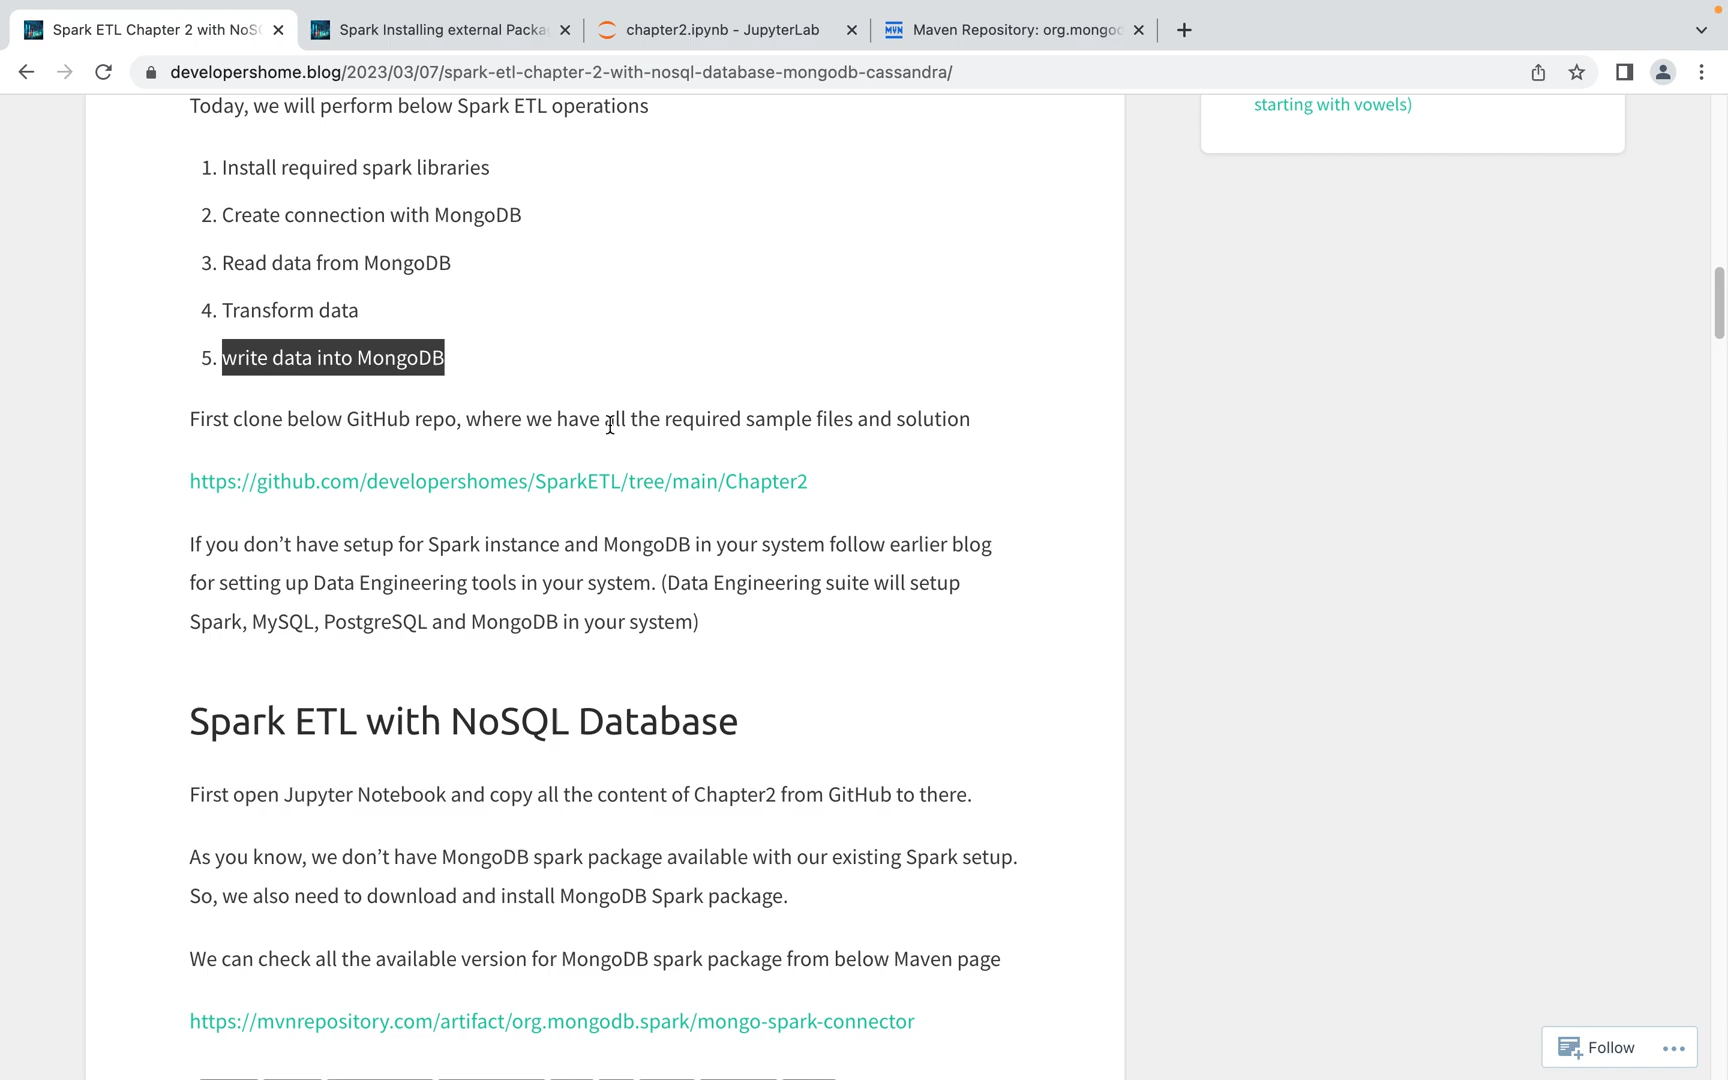 Spark ETL Chapter 2 with NoS
Spark Installing external Packa
chapter2.ipynb - JupyterLab
MVN
Maven Repository: org.mongo
developershome.blog/2023/03/07/spark-etl-chapter-2-with-nosql-database-mongodb-cassandra/
Today, we will perform below Spark ETL operations
starting with vowels)
1. Install required spark libraries
2. Create connection with MongoDB
3. Read data from MongoDB
4. Transform data
5. write data into MongoDB
First clone below GitHub repo, where we have all the required sample files and solution
https://github.com/developershomes/SparkETL/tree/main/Chapter2
If you don’t have setup for Spark instance and MongoDB in your system follow earlier blog
for setting up Data Engineering tools in your system. (Data Engineering suite will setup
Spark, MySQL, PostgreSQL and MongoDB in your system)
Spark ETL with NoSQL Database
First open Jupyter Notebook and copy all the content of Chapter2 from GitHub to there.
As you know, we don’t have MongoDB spark package available with our existing Spark setup.
So, we also need to download and install MongoDB Spark package.
We can check all the available version for MongoDB spark package from below Maven page
https://mvnrepository.com/artifact/org.mongodb.spark/mongo-spark-connector
Follow